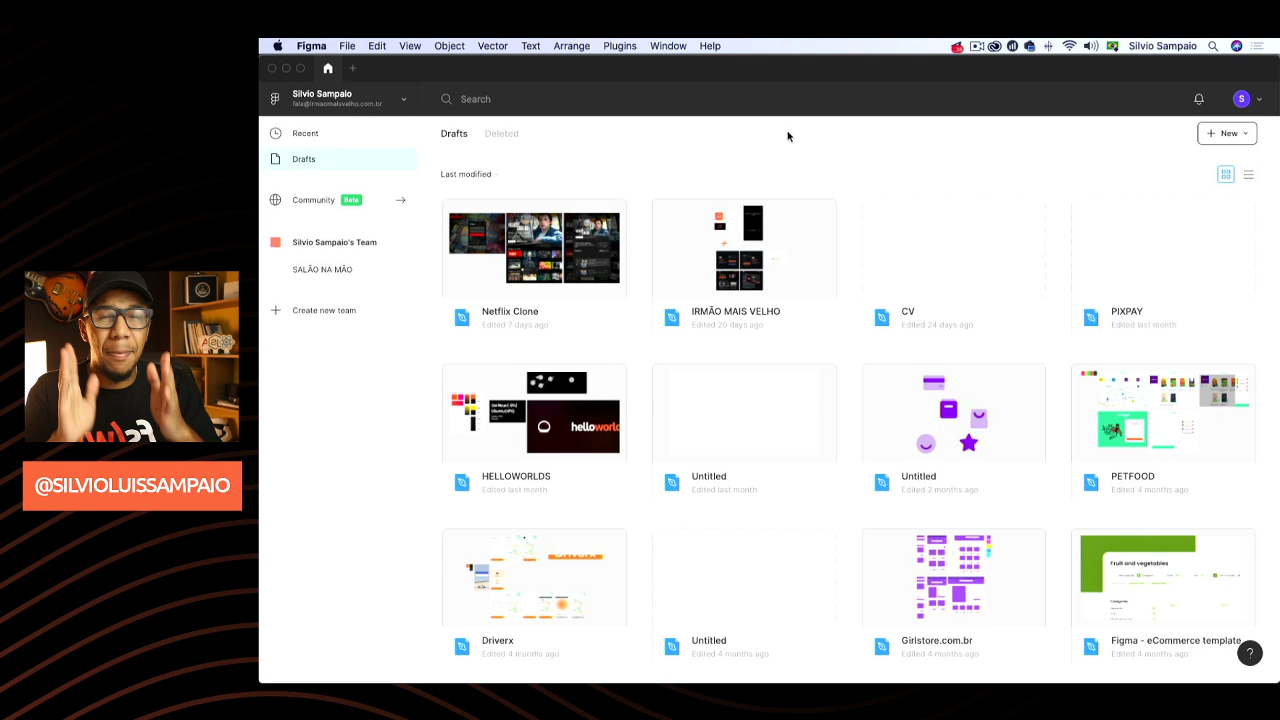 Figma File Edit View Object Vector Text Arrange Plugins Window Help Silvio Sampaio
Silvio Sampaio
fala@irmaomaisvelho.com.br
Search
S
Recent
Drafts
Community Beta
Silvio Sampaio's Team
SALÃO NA MÃO
Create new team
Drafts Deleted
New
Last modified
Netflix Clone
Edited 7 days ago
IRMÃO MAIS VELHO
Edited 20 days ago
CV
Edited 24 days ago
PIXPAY
Edited last month
helloworld
HELLOWORLDS
Edited last month
Untitled
Edited last month
Untitled
Edited 2 months ago
PETFOOD
Edited 4 months ago
Driverx
Edited 4 months ago
Untitled
Edited 4 months ago
Girlstore.com.br
Edited 4 months ago
Fruit and vegetables
Categories
Figma - eCommerce template
Edited 4 months ago
?
@SILVIOLUISSAMPAIO